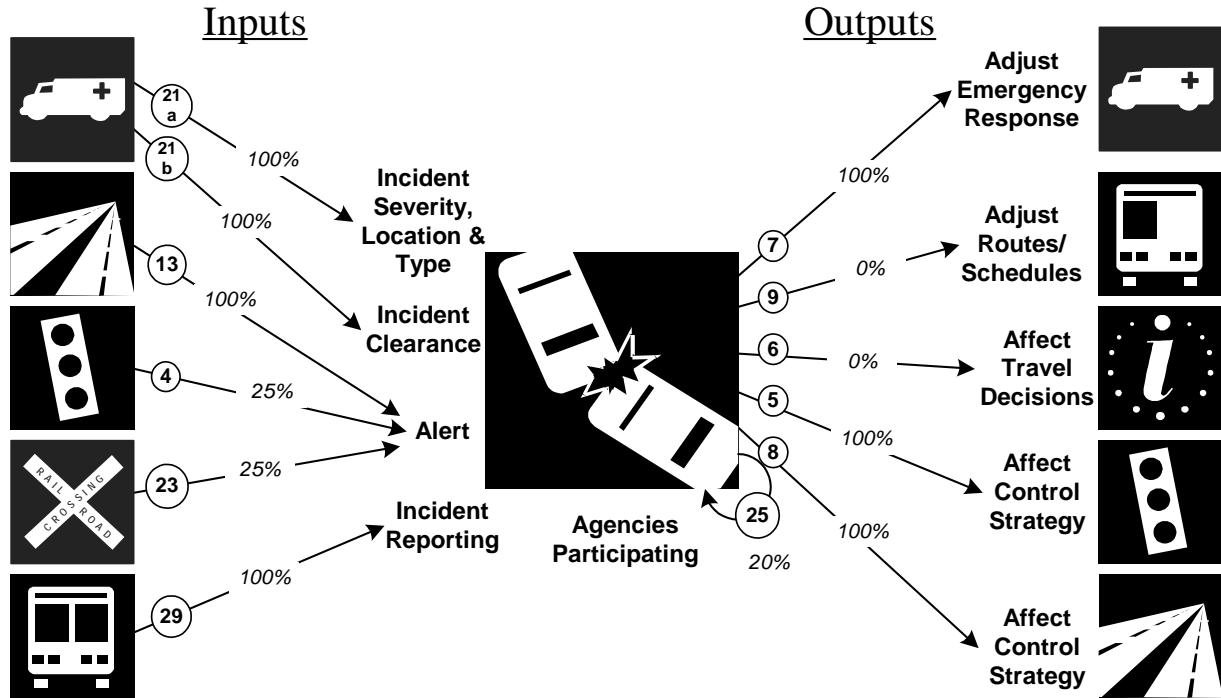 Inputs
21
a
21
b
100%
Incident
Severity,
Location &
Type
100%
13
100%
Incident
Clearance
4
25%
Alert
RAIL
CROSSING
ROAD
23
25%
Incident
Reporting
29
100%
Agencies
Participating
25
20%
Outputs
Adjust
Emergency
Response
7
100%
Adjust
Routes/
Schedules
9
0%
Affect
Travel
Decisions
i
6
0%
5
100%
Affect
Control
Strategy
8
100%
Affect
Control
Strategy